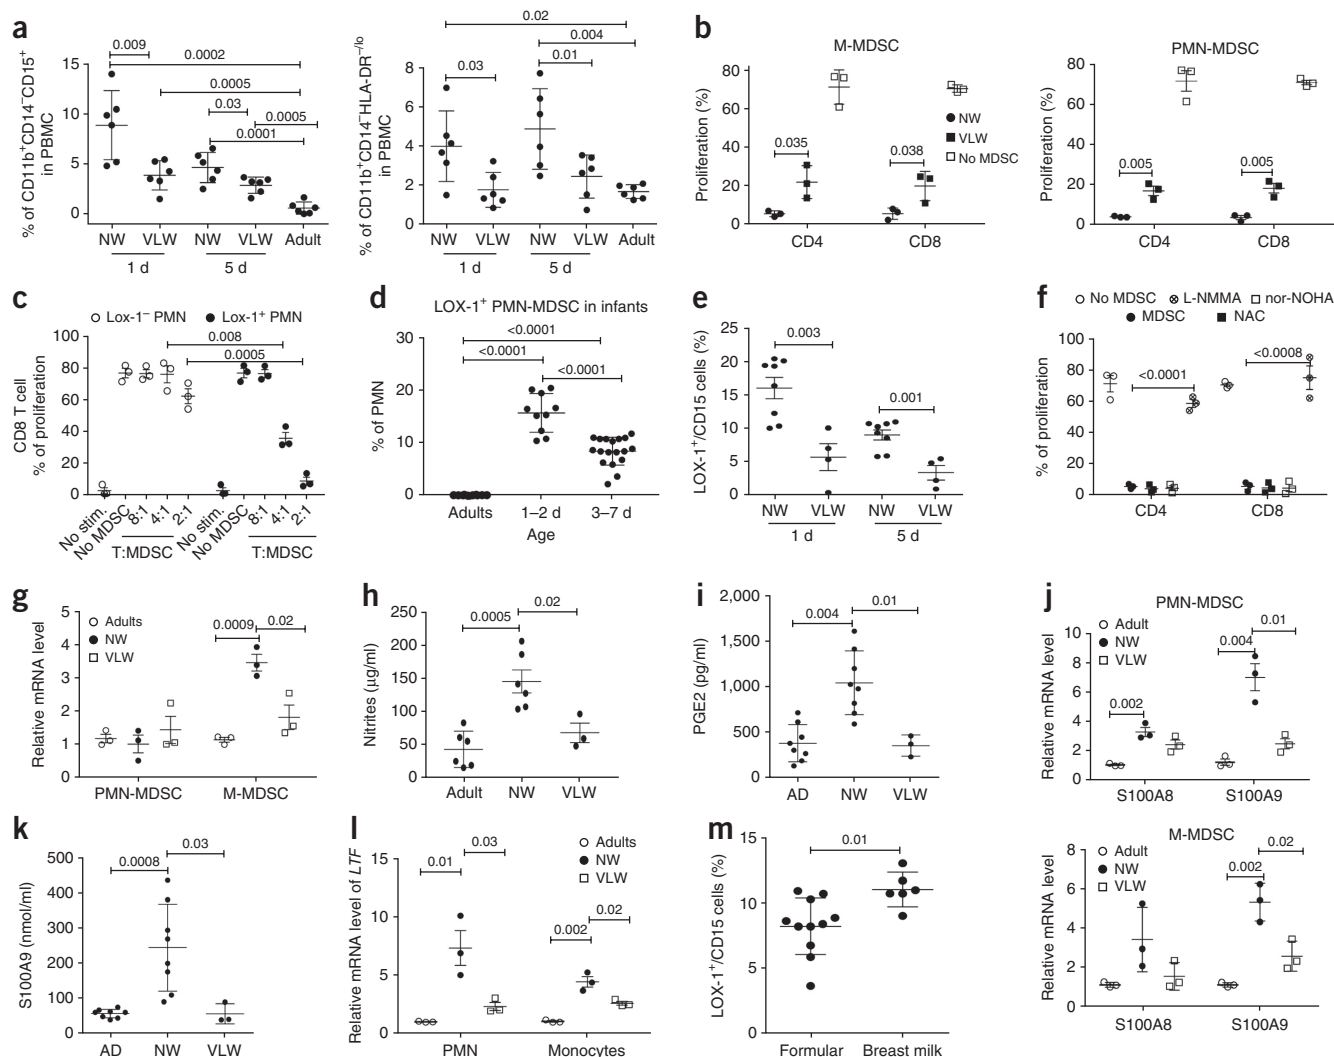 a
0.009
0.0002
0.0005
0.03
0.0005
0.0001
15
10
5
0
% of CD11b+CD14−CD15+
in PBMC
NW VLW NW VLW Adult
1 d 5 d
0.02
0.004
0.03
0.01
8
6
4
2
0
% of CD11b+CD14−HLA-DR−/lo
in PBMC
NW VLW NW VLW Adult
1 d 5 d
b
M-MDSC
80
60
40
20
0
Proliferation (%)
NW
VLW
No MDSC
0.035
0.038
CD4 CD8
PMN-MDSC
80
60
40
20
0
Proliferation (%)
0.005
0.005
CD4 CD8
c
Lox-1− PMN Lox-1+ PMN
0.008
0.0005
100
80
60
40
20
0
CD8 T cell
% of proliferation
No stim.
No MDSC
8:1
4:1
2:1
No stim.
No MDSC
8:1
4:1
2:1
T:MDSC T:MDSC
d
LOX-1+ PMN-MDSC in infants
<0.0001
<0.0001
<0.0001
30
20
10
0
% of PMN
Adults 1–2 d 3–7 d
Age
e
25
20
15
10
5
0
LOX-1+/CD15 cells (%)
0.003
0.001
NW VLW NW VLW
1 d 5 d
f
No MDSC L-NMMA nor-NOHA
MDSC NAC
100
80
60
40
20
0
% of proliferation
<0.0001
<0.0008
CD4 CD8
g
5
4
3
2
1
0
Relative mRNA level
Adults
NW
VLW
0.0009
0.02
PMN-MDSC M-MDSC
h
250
200
150
100
50
0
Nitrites (µg/ml)
0.0005
0.02
Adult NW VLW
i
2,000
1,500
1,000
500
0
PGE2 (pg/ml)
0.004
0.01
AD NW VLW
j
PMN-MDSC
10
8
6
4
2
0
Relative mRNA level
Adult
NW
VLW
0.002
0.004
0.01
S100A8 S100A9
M-MDSC
8
6
4
2
0
Relative mRNA level
Adult
NW
VLW
0.002
0.02
S100A8 S100A9
k
500
400
300
200
100
0
S100A9 (nmol/ml)
0.0008
0.03
AD NW VLW
l
15
10
5
0
Relative mRNA level of LTF
Adults
NW
VLW
0.01
0.03
0.002
0.02
PMN Monocytes
m
15
10
5
0
LOX-1+/CD15 cells (%)
0.01
Formular Breast milk